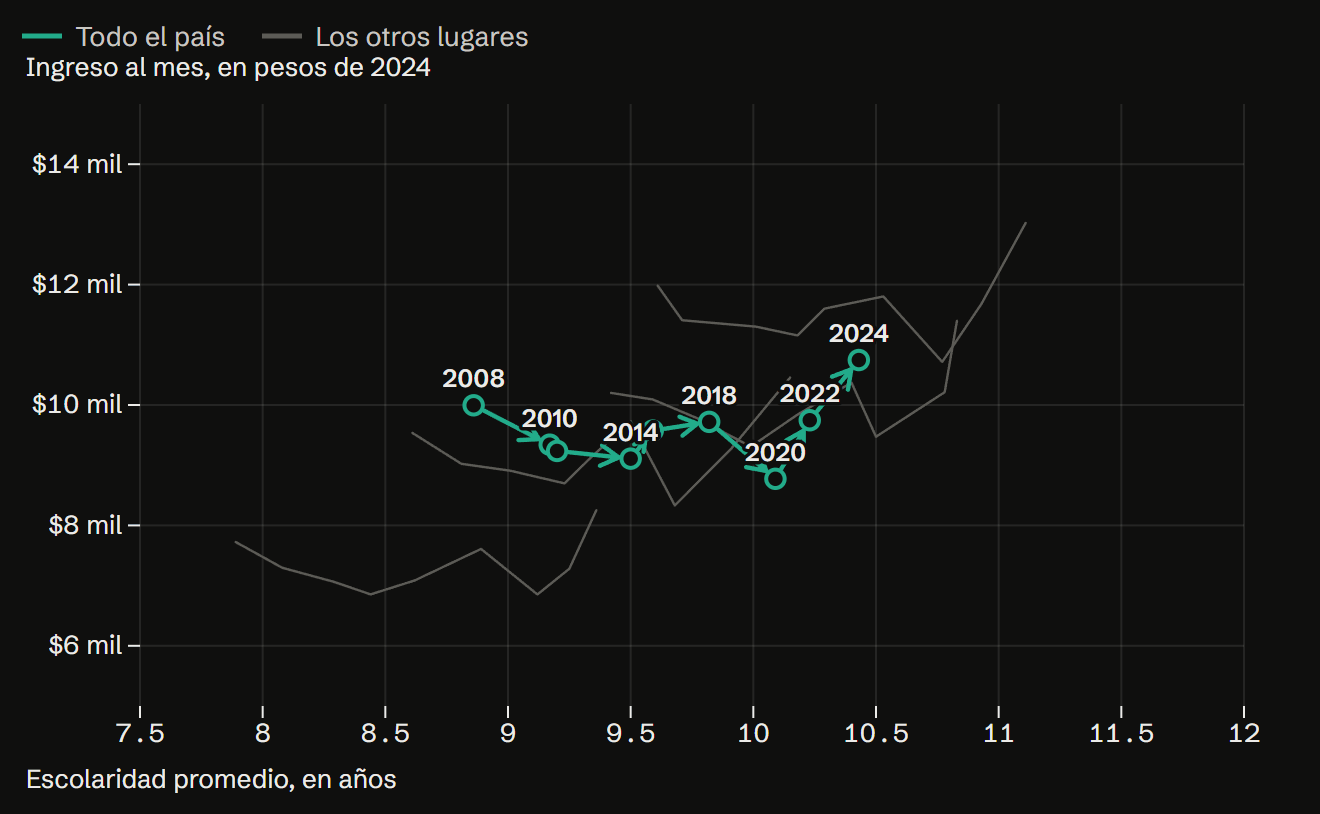 Todo el país Los otros lugares
Ingreso al mes, en pesos de 2024
$14 mil
$12 mil
$10 mil
$8 mil
$6 mil
2008
2010
2014
2018
2020
2022
2024
7.5 8 8.5 9 9.5 10 10.5 11 11.5 12
Escolaridad promedio, en años